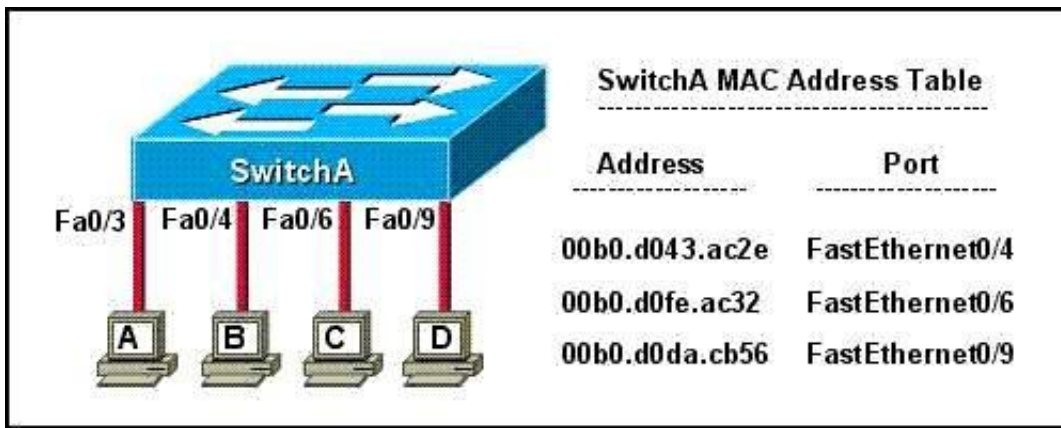 SwitchA MAC Address Table
Address Port
SwitchA
Fa0/3 Fa0/4 Fa0/6 Fa0/9
00b0.d043.ac2e FastEthernet0/4
00b0.d0fe.ac32 FastEthernet0/6
00b0.d0da.cb56 FastEthernet0/9
A B C D